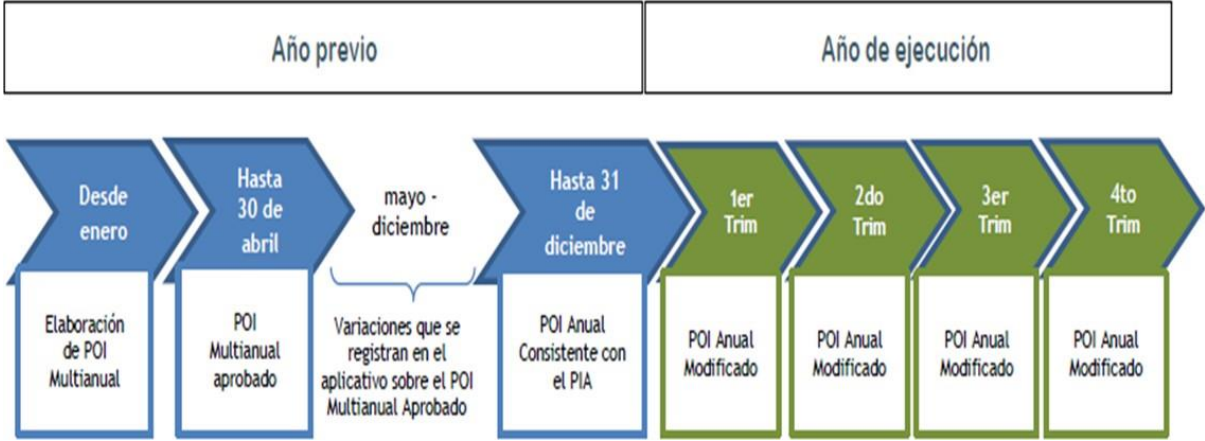 Año previo
Año de ejecución
Desde
enero
Hasta
30 de
abril
mayo -
diciembre
Hasta 31
de
diciembre
1er
Trim
2do
Trim
3er
Trim
4to
Trim
Elaboración
de POI
Multianual
POI
Multianual
aprobado
Variaciones que se
registran en el
aplicativo sobre el POI
Multianual Aprobado
POI Anual
Consistente con
el PIA
POI Anual
Modificado
POI Anual
Modificado
POI Anual
Modificado
POI Anual
Modificado